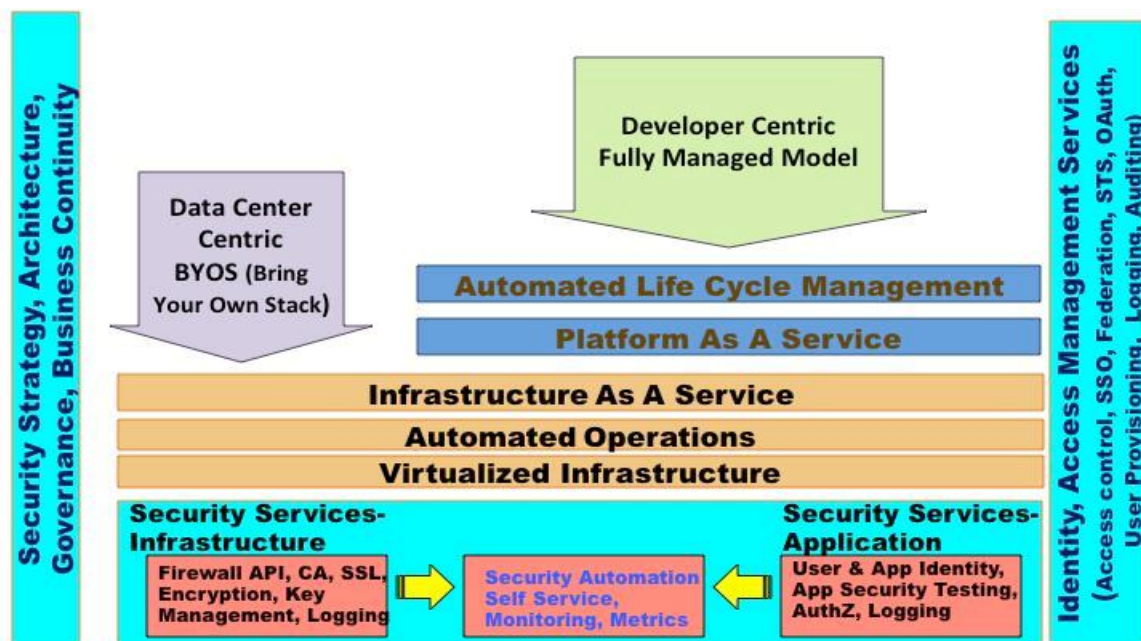 Security Strategy, Architecture,
Governance, Business Continuity
Data Center
Centric
BYOS (Bring
Your Own Stack)
Developer Centric
Fully Managed Model
Automated Life Cycle Management
Platform As A Service
Infrastructure As A Service
Automated Operations
Virtualized Infrastructure
Security Services-
Infrastructure
Firewall API, CA, SSL,
Encryption, Key
Management, Logging
Security Automation
Self Service,
Monitoring, Metrics
Security Services-
Application
User & App Identity,
App Security Testing,
AuthZ, Logging
Identity, Access Management Services
(Access control, SSO, Federation, STS, OAuth,
User Provisioning, Logging, Auditing)